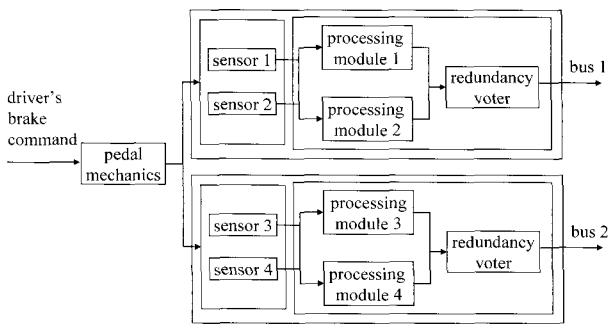 driver's
brake
command
pedal
mechanics
sensor 1
sensor 2
processing
module 1
processing
module 2
redundancy
voter
bus 1
sensor 3
sensor 4
processing
module 3
processing
module 4
redundancy
voter
bus 2